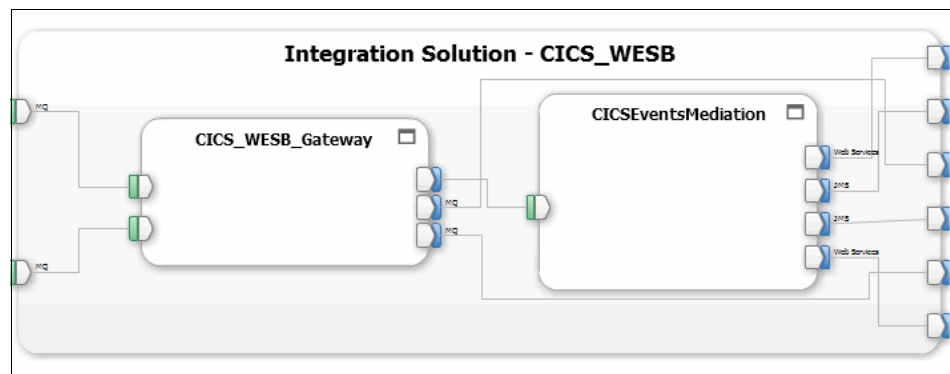 Integration Solution - CICS_WESB
MQ
CICS_WESB_Gateway
CICSEventsMediation
Web Services
JMS
MQ
JMS
MQ
Web Services
MQ